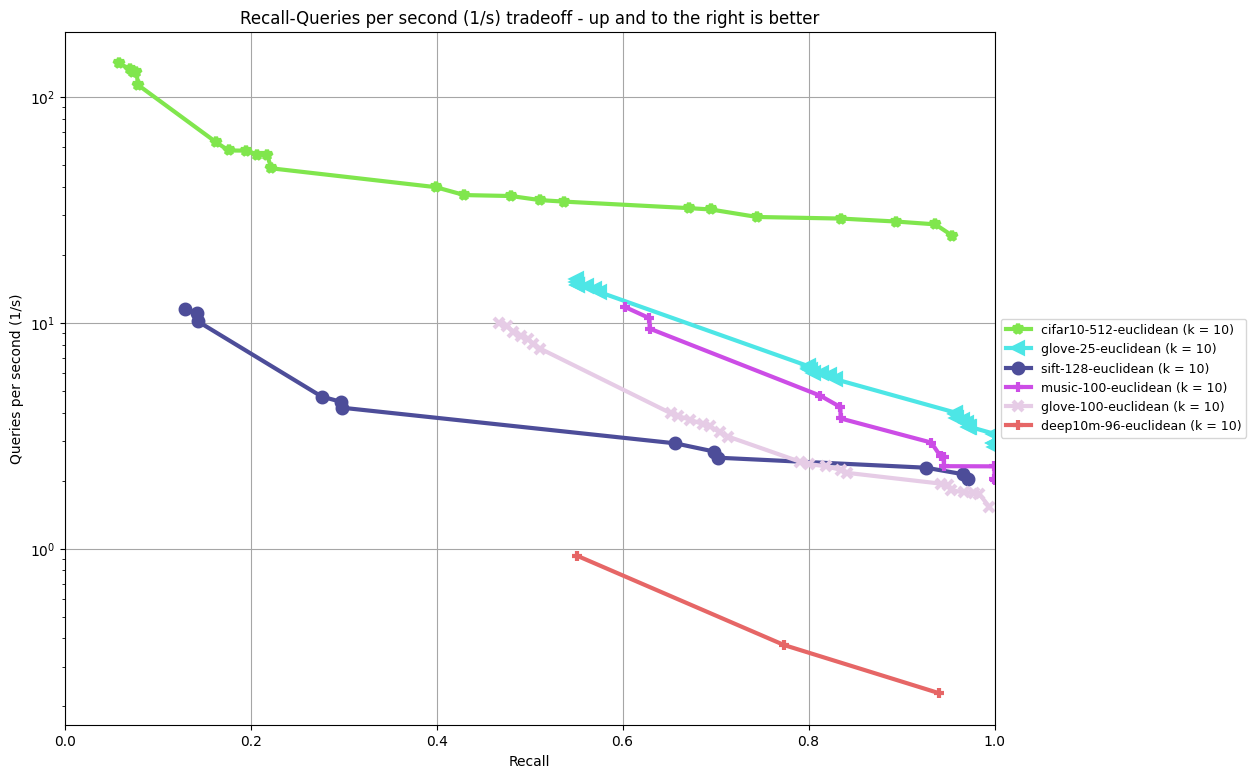 Recall-Queries per second (1/s) tradeoff - up and to the right is better
Queries per second (1/s)
10²
10¹
10⁰
0.0 0.2 0.4 0.6 0.8 1.0
Recall
cifar10-512-euclidean (k = 10)
glove-25-euclidean (k = 10)
sift-128-euclidean (k = 10)
music-100-euclidean (k = 10)
glove-100-euclidean (k = 10)
deep10m-96-euclidean (k = 10)